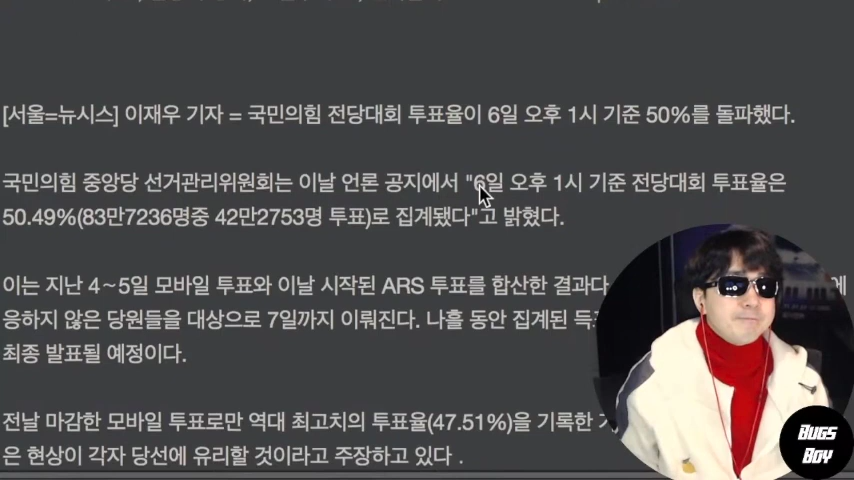 [서울=뉴시스] 이재우 기자 = 국민의힘 전당대회 투표율이 6일 오후 1시 기준 50%를 돌파했다.
국민의힘 중앙당 선거관리위원회는 이날 언론 공지에서 "6일 오후 1시 기준 전당대회 투표율은
50.49%(83만7236명중 42만2753명 투표)로 집계됐다"고 밝혔다.
이는 지난 4~5일 모바일 투표와 이날 시작된 ARS 투표를 합산한 결과다
에
응하지 않은 당원들을 대상으로 7일까지 이뤄진다. 나흘 동안 집계된
최종 발표될 예정이다.
전날 마감한 모바일 투표로만 역대 최고치의 투표율(47.51%)을 기록한
은 현상이 각자 당선에 유리할 것이라고 주장하고 있다 .
BUGS
BOY